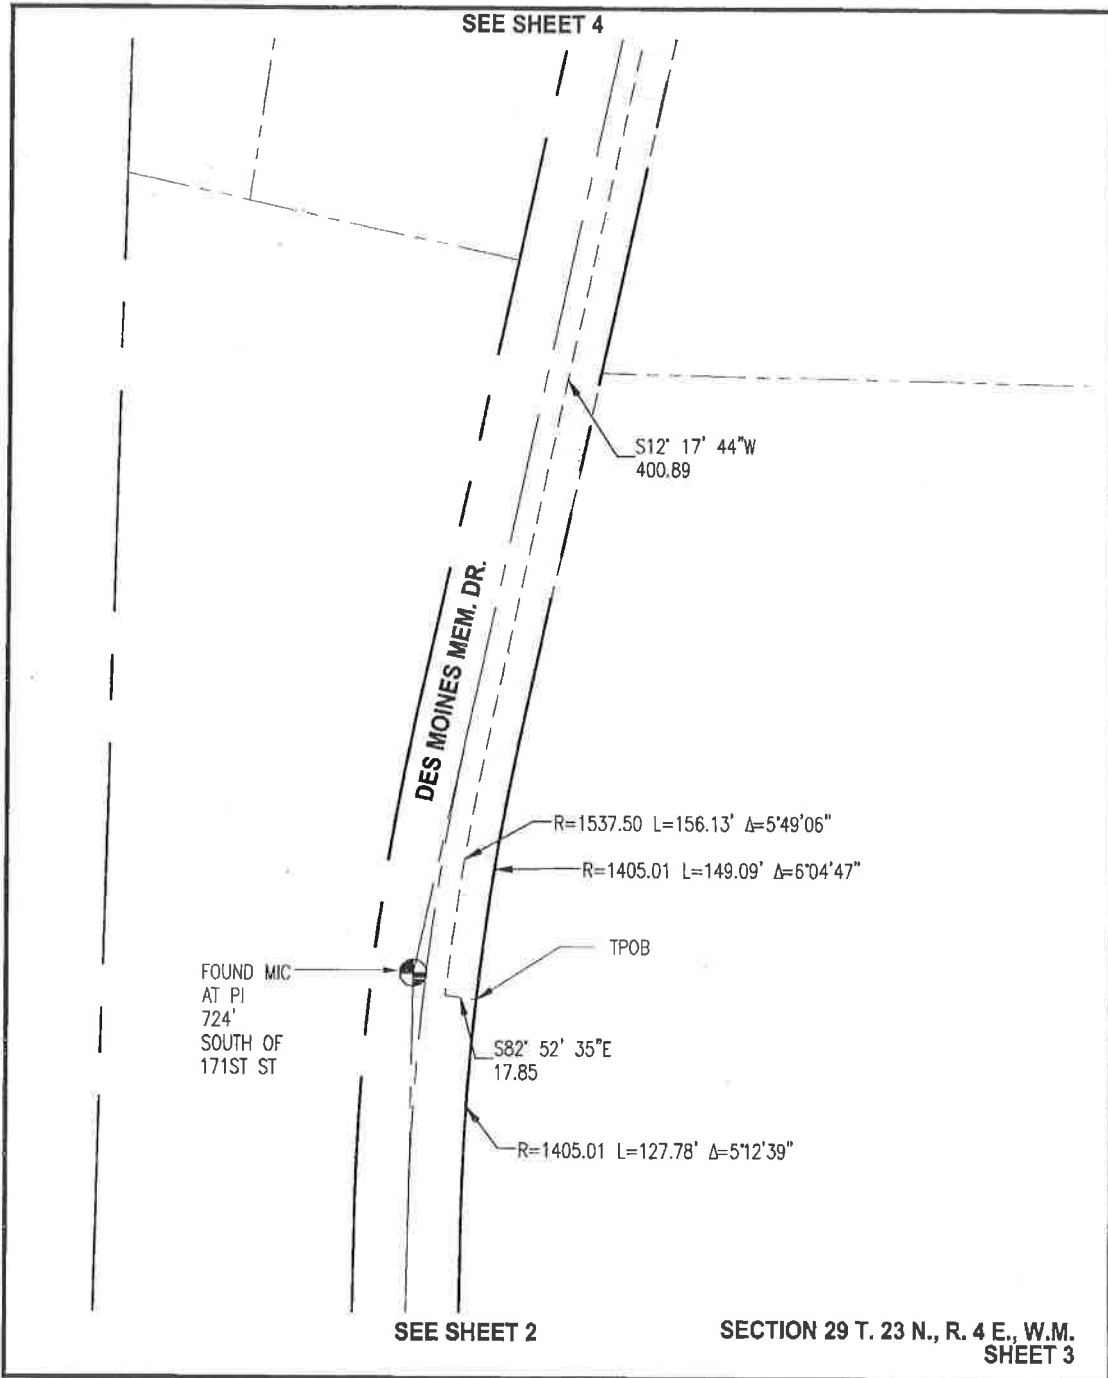 SEE SHEET 4
S12° 17' 44"W
400.89
DES MOINES MEM. DR.
R=1537.50 L=156.13' Δ=5°49'06"
R=1405.01 L=149.09' Δ=6°04'47"
TPOB
FOUND MIC
AT PI
724'
SOUTH OF
171ST ST
S82° 52' 35"E
17.85
R=1405.01 L=127.78' Δ=5°12'39"
SEE SHEET 2
SECTION 29 T. 23 N., R. 4 E., W.M.
SHEET 3